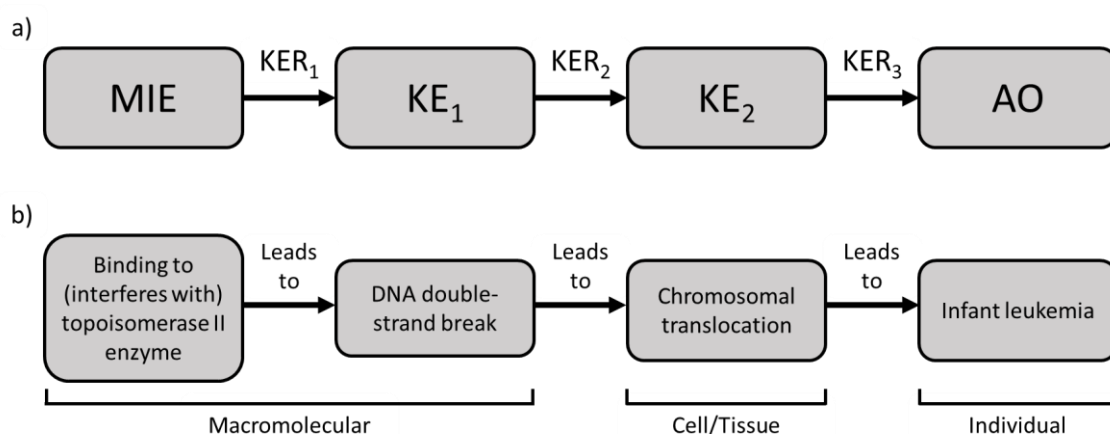 a)
KER₁
KER₂
KER₃
MIE
KE₁
KE₂
AO
b)
Binding to
(interferes with)
topoisomerase II
enzyme
Leads
to
DNA double-
strand break
Leads
to
Chromosomal
translocation
Leads
to
Infant leukemia
Macromolecular
Cell/Tissue
Individual